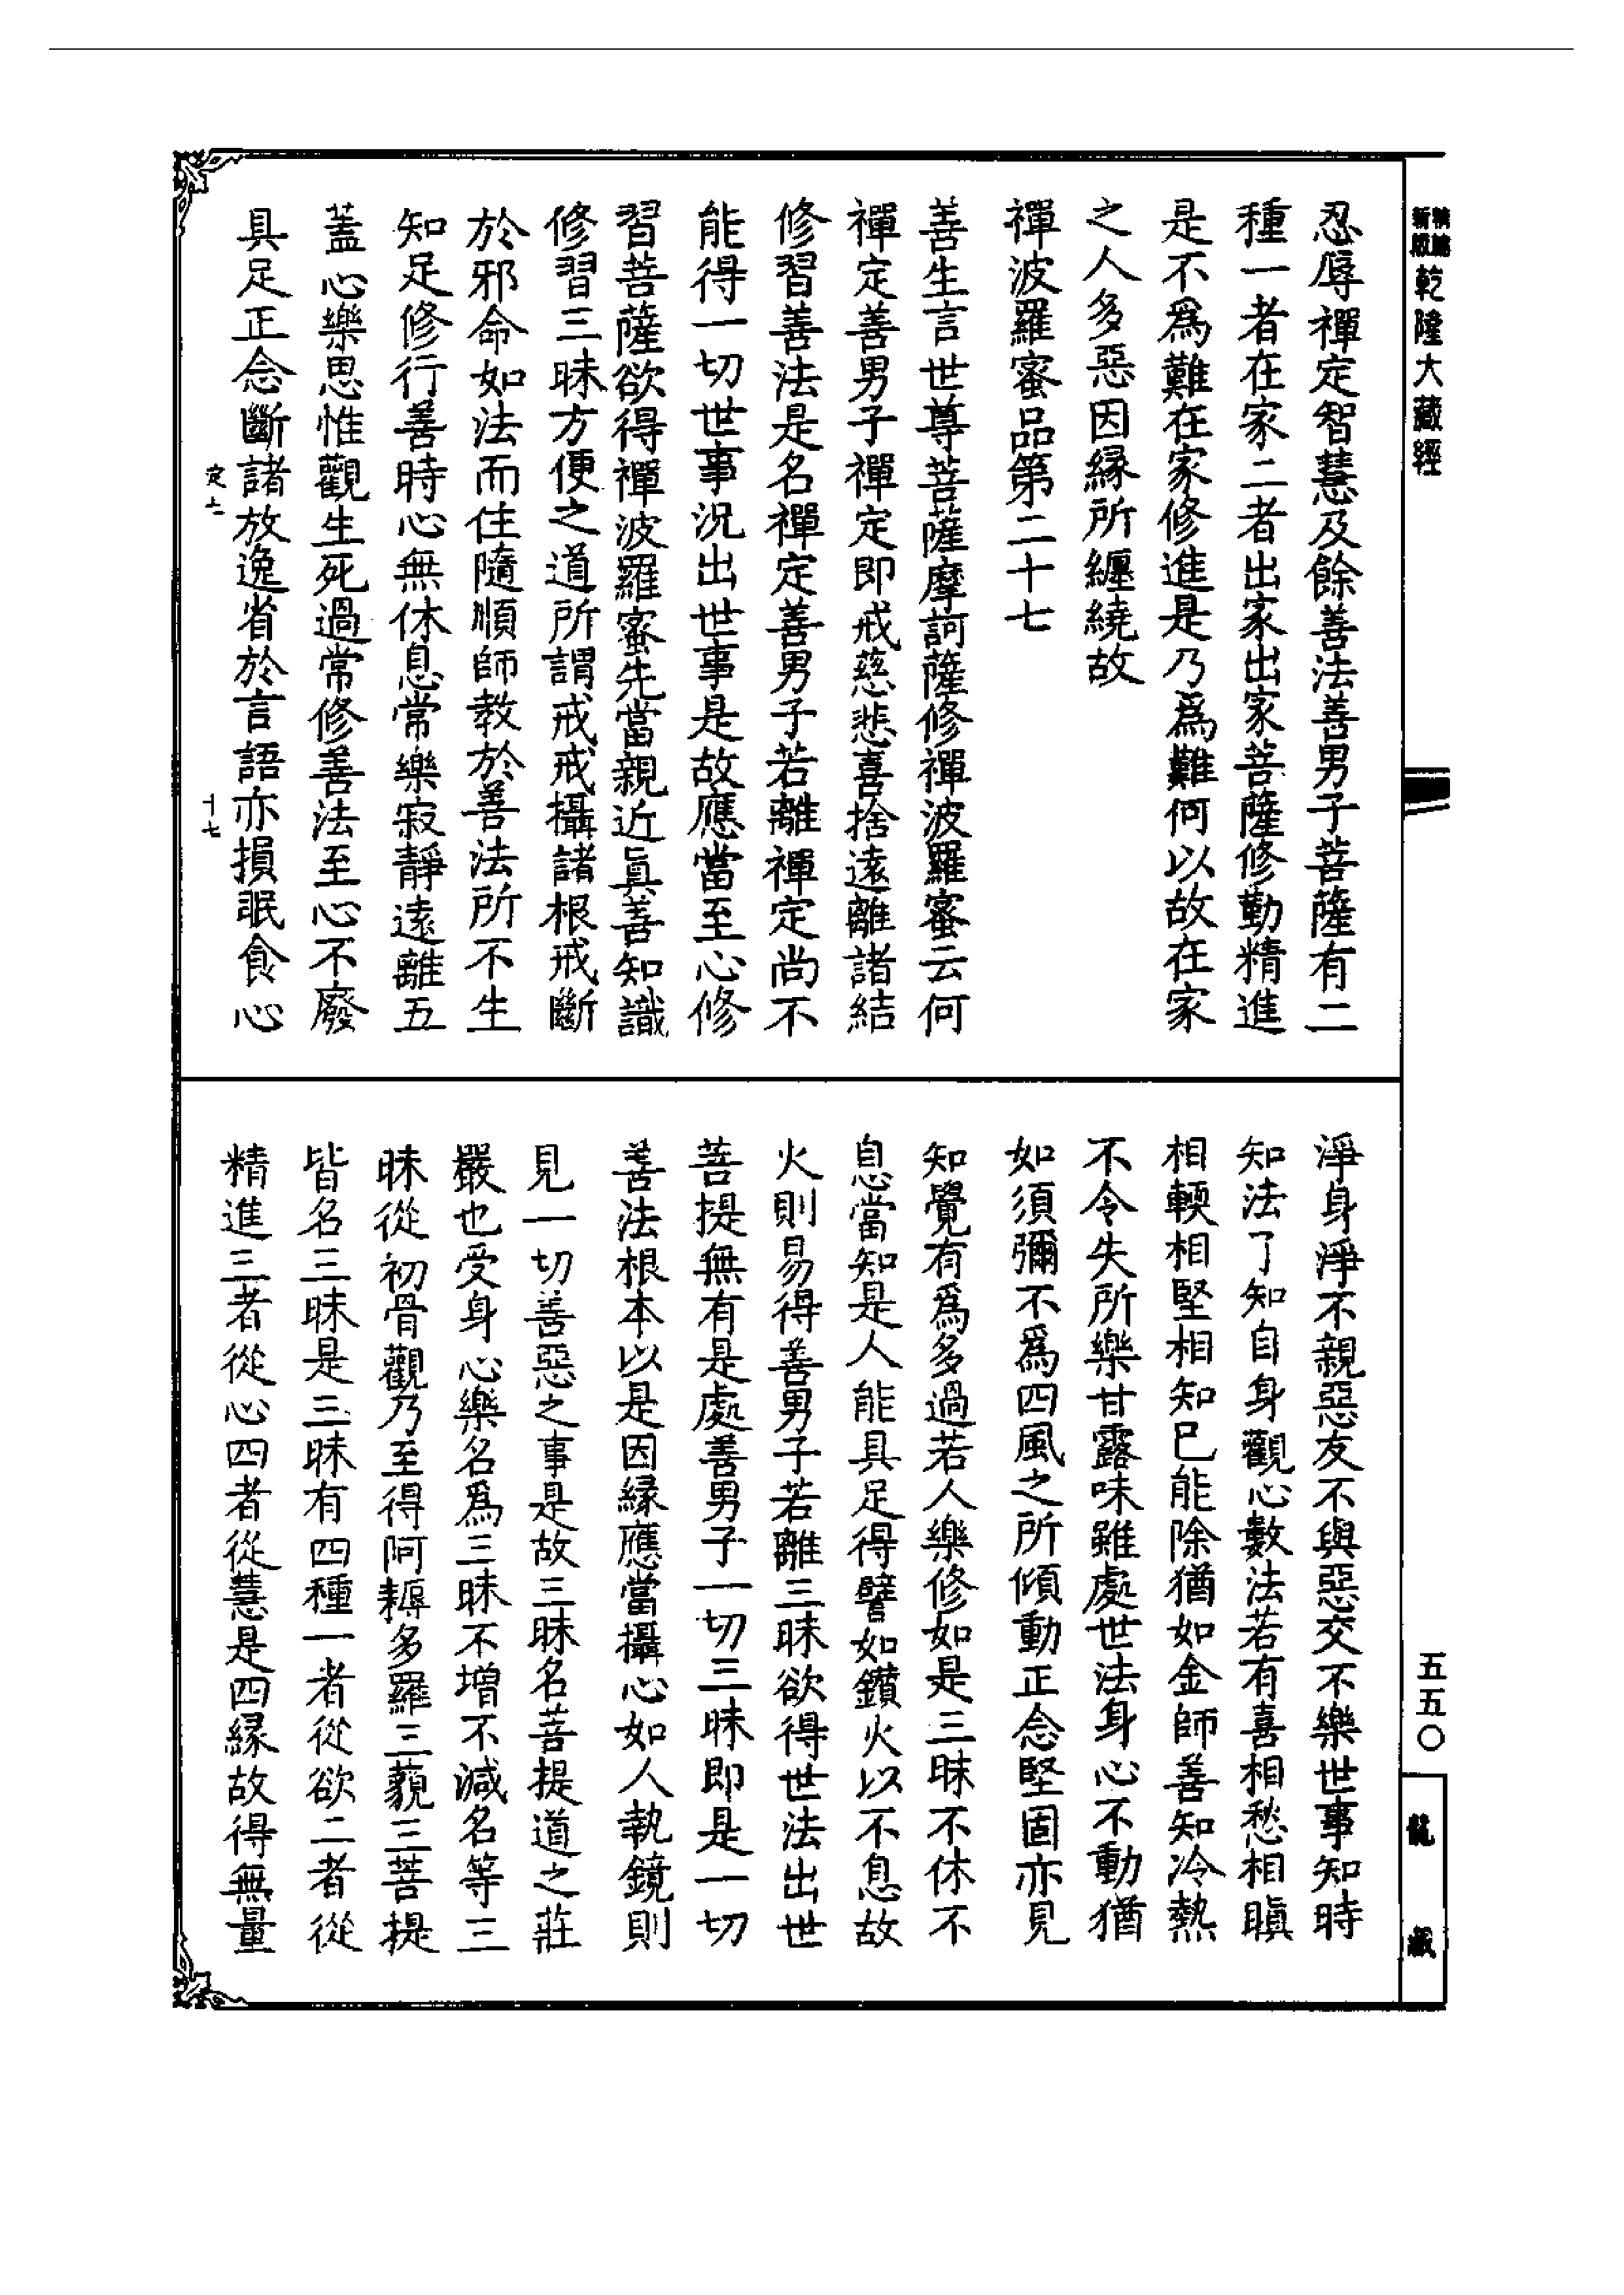 新編縮版乾隆大藏經
忍辱禪定智慧及餘善法善男子菩薩有二
種一者在家二者出家出家菩薩修勤精進
是不爲難在家修進是乃爲難何以故在家
之人多惡因緣所纏繞故
禪波羅蜜品第二十七
善生言世尊菩薩摩訶薩修禪波羅蜜云何
禪定善男子禪定即戒慈悲喜捨遠離諸結
修習善法是名禪定善男子若離禪定尚不
能得一切世事況出世事是故應當至心修
習菩薩欲得禪波羅蜜先當親近眞善知識
修習三昧方便之道所謂戒戒攝諸根戒斷
於邪命如法而住隨順師教於善法所不生
知足修行善時心無休息常樂寂靜遠離五
蓋心樂思惟觀生死過常修善法至心不廢
具足正念斷諸放逸省於言語亦損眠食心
定七
十七
淨身淨不親惡友不與惡交不樂世事知時
知法了知自身觀心數法若有喜相愁相瞋
相輭相堅相知已能除猶如金師善知冷熱
不令失所樂甘露味雖處世法身心不動猶
如須彌不爲四風之所傾動正念堅固亦見
知覺有爲多過若人樂修如是三昧不休不
息當知是人能具足得譬如鑽火以不息故
火則易得善男子若離三昧欲得世法出世
菩提無有是處善男子一切三昧即是一切
善法根本以是因緣應當攝心如人執鏡則
見一切善惡之事是故三昧名菩提道之莊
嚴也受身心樂名爲三昧不增不減名等三
昧從初骨觀乃至得阿耨多羅三藐三菩提
皆名三昧是三昧有四種一者從欲二者從
精進三者從心四者從慧是四緣故得無量
五五〇
龍藏